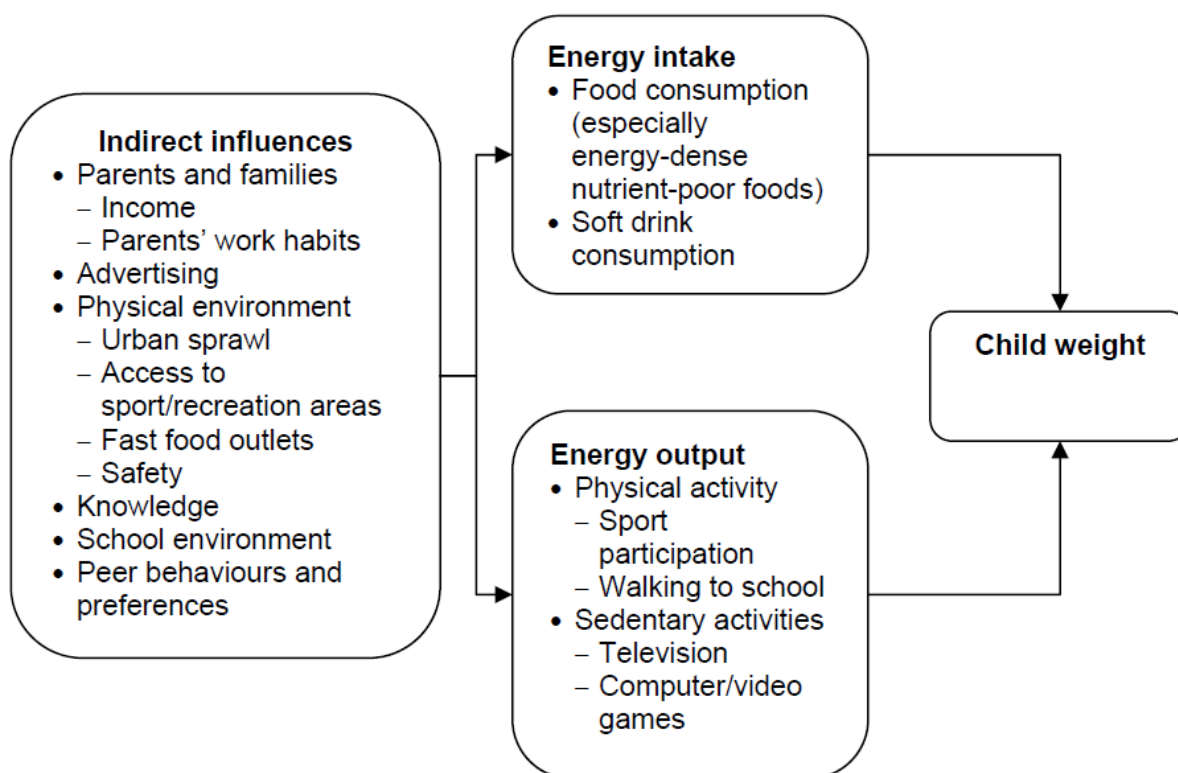 Indirect influences
• Parents and families
– Income
– Parents’ work habits
• Advertising
• Physical environment
– Urban sprawl
– Access to
sport/recreation areas
– Fast food outlets
– Safety
• Knowledge
• School environment
• Peer behaviours and
preferences
Energy intake
• Food consumption
(especially
energy-dense
nutrient-poor foods)
• Soft drink
consumption
Energy output
• Physical activity
– Sport
participation
– Walking to school
• Sedentary activities
– Television
– Computer/video
games
Child weight